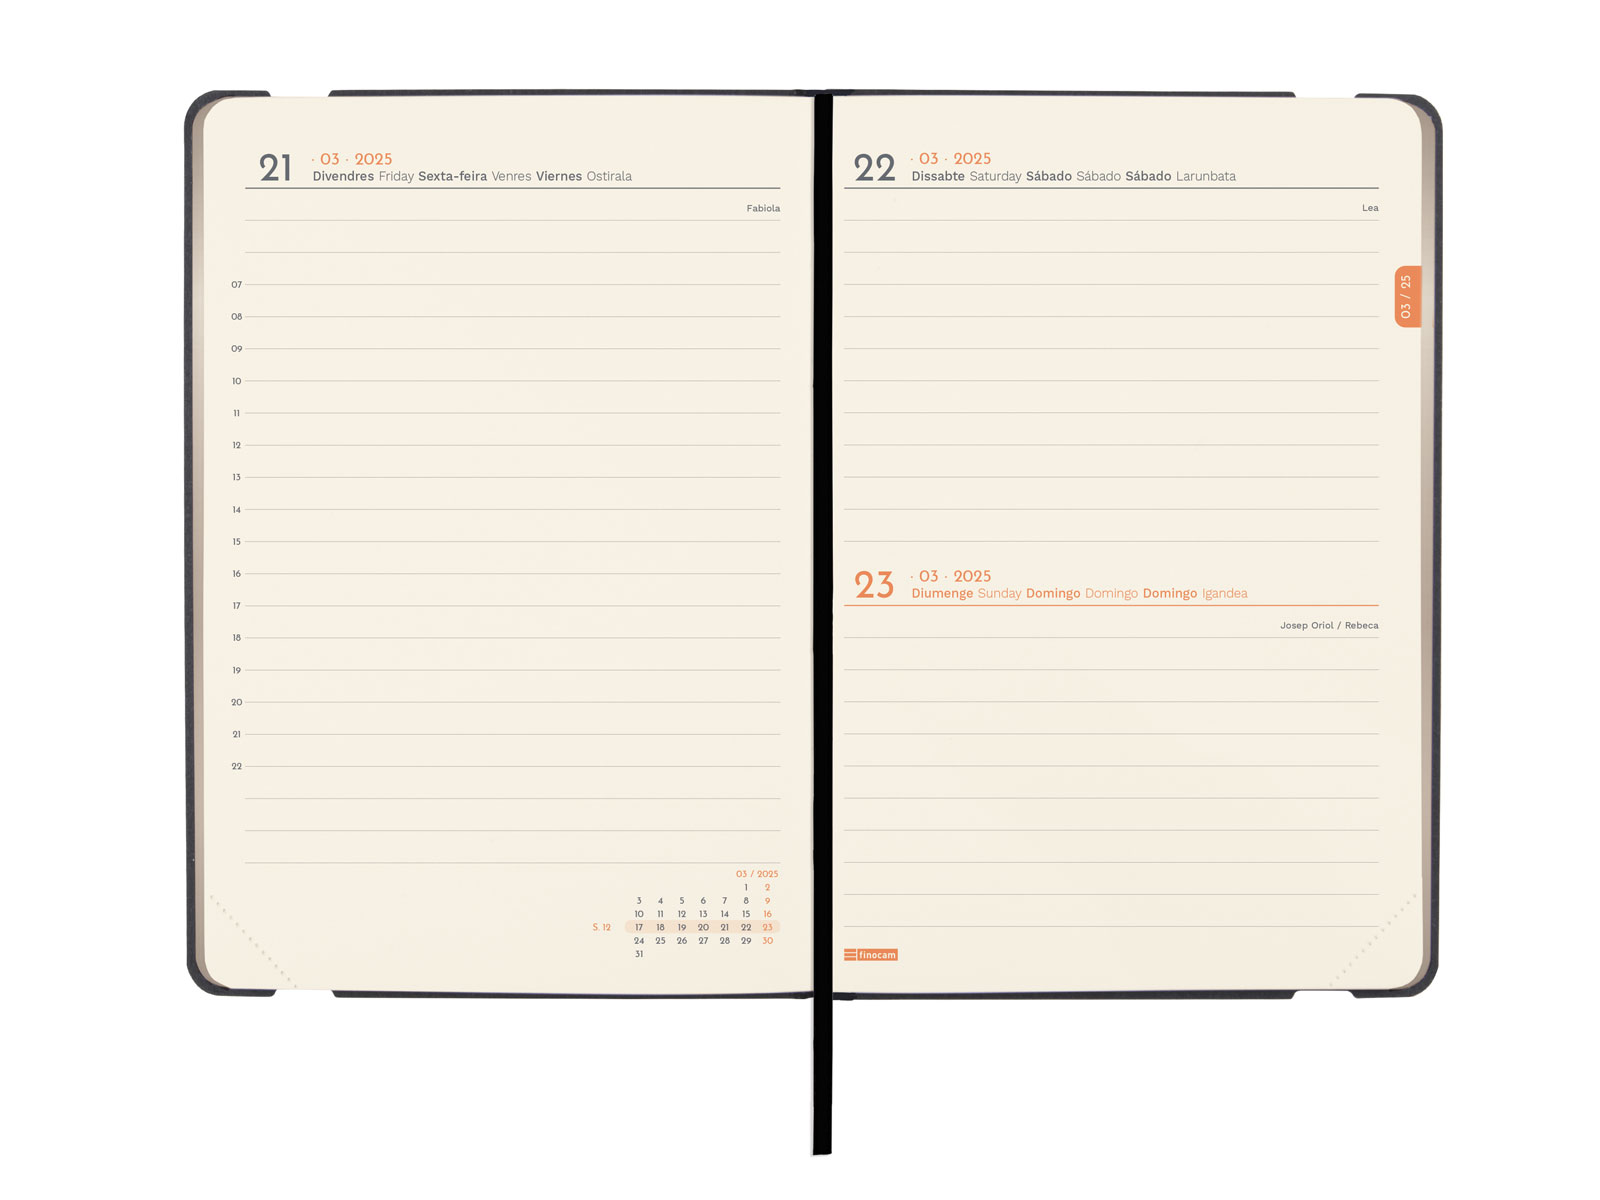 21 · 03 · 2025
Divendres Friday Sexta-feira Venres Viernes Ostirala
Fabiola
07
08
09
10
11
12
13
14
15
16
17
18
19
20
21
22
03 / 2025
1 2
3 4 5 6 7 8 9
10 11 12 13 14 15 16
S. 12 17 18 19 20 21 22 23
24 25 26 27 28 29 30
31
22 · 03 · 2025
Dissabte Saturday Sábado Sábado Sábado Larunbata
Lea
03 / 25
23 · 03 · 2025
Diumenge Sunday Domingo Domingo Domingo Igandea
Josep Oriol / Rebeca
finocam